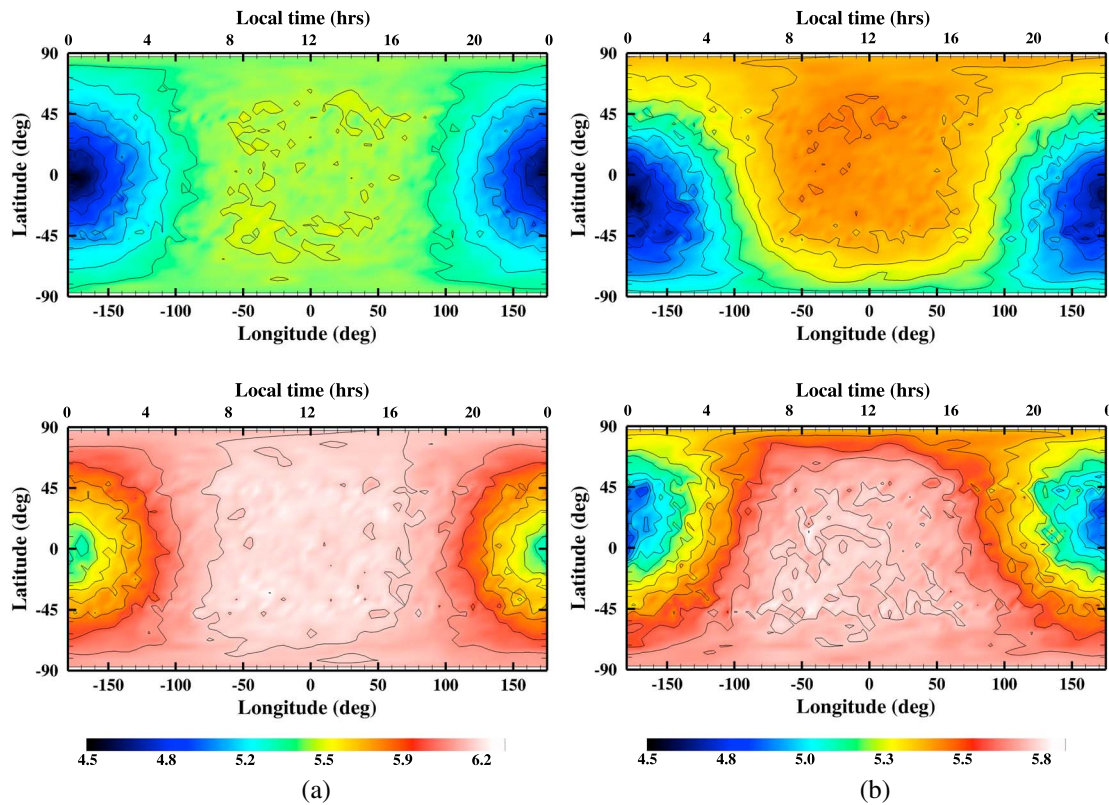 Local time (hrs)
0 4 8 12 16 20 0
90
45
0
-45
-90
Latitude (deg)
-150 -100 -50 0 50 100 150
Longitude (deg)
Local time (hrs)
0 4 8 12 16 20 0
90
45
0
-45
-90
Latitude (deg)
-150 -100 -50 0 50 100 150
Longitude (deg)
Local time (hrs)
0 4 8 12 16 20 0
90
45
0
-45
-90
Latitude (deg)
-150 -100 -50 0 50 100 150
Longitude (deg)
Local time (hrs)
0 4 8 12 16 20 0
90
45
0
-45
-90
Latitude (deg)
-150 -100 -50 0 50 100 150
Longitude (deg)
4.5 4.8 5.2 5.5 5.9 6.2
4.5 4.8 5.0 5.3 5.5 5.8
(a)
(b)